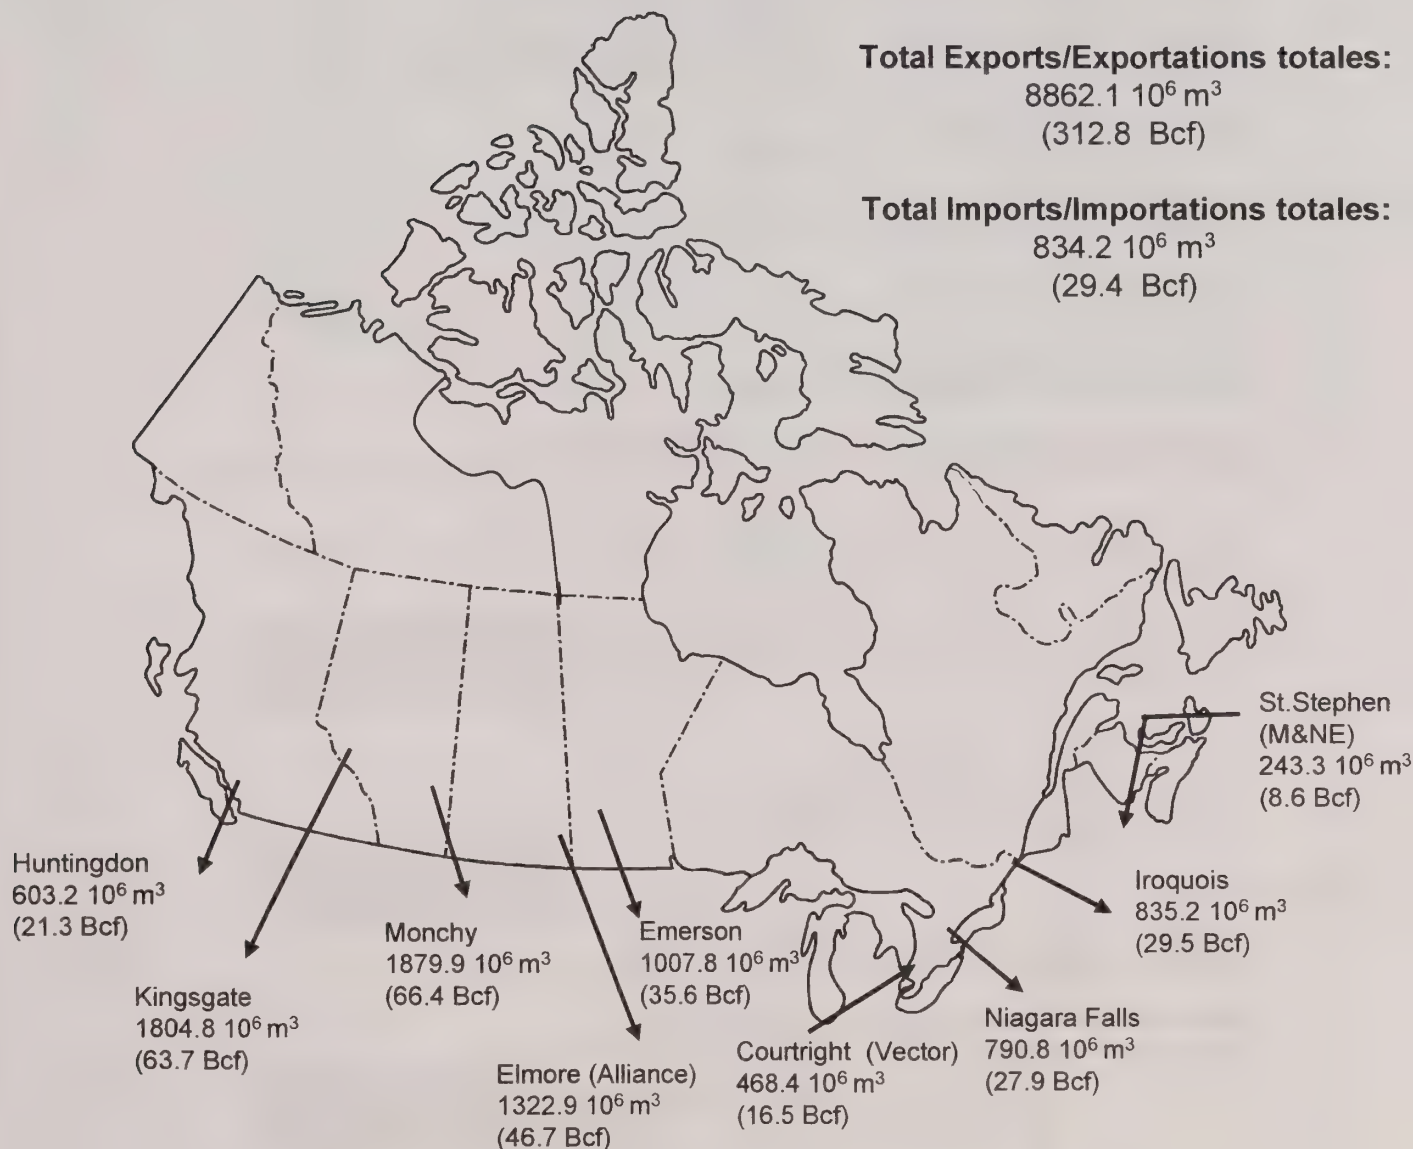 Total Exports/Exportations totales:
8862.1 10⁶ m³
(312.8 Bcf)
Total Imports/Importations totales:
834.2 10⁶ m³
(29.4 Bcf)
St.Stephen
(M&NE)
243.3 10⁶ m³
(8.6 Bcf)
Huntingdon
603.2 10⁶ m³
(21.3 Bcf)
Kingsgate
1804.8 10⁶ m³
(63.7 Bcf)
Monchy
1879.9 10⁶ m³
(66.4 Bcf)
Elmore (Alliance)
1322.9 10⁶ m³
(46.7 Bcf)
Emerson
1007.8 10⁶ m³
(35.6 Bcf)
Courtright (Vector)
468.4 10⁶ m³
(16.5 Bcf)
Niagara Falls
790.8 10⁶ m³
(27.9 Bcf)
Iroquois
835.2 10⁶ m³
(29.5 Bcf)